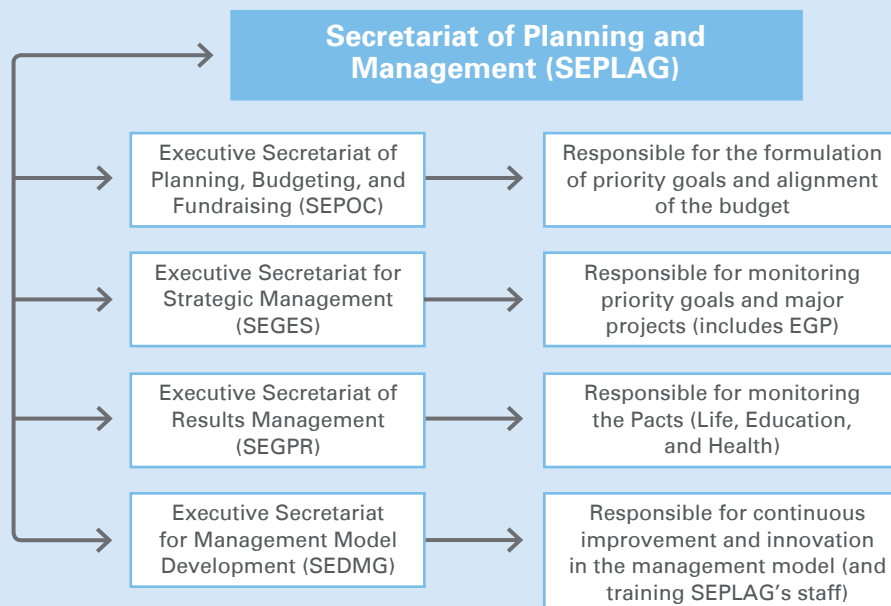 Secretariat of Planning and
Management (SEPLAG)
Executive Secretariat of
Planning, Budgeting, and
Fundraising (SEPOC)
Responsible for the formulation
of priority goals and alignment
of the budget
Executive Secretariat for
Strategic Management
(SEGES)
Responsible for monitoring
priority goals and major
projects (includes EGP)
Executive Secretariat of
Results Management
(SEGPR)
Responsible for monitoring
the Pacts (Life, Education,
and Health)
Executive Secretariat
for Management Model
Development (SEDMG)
Responsible for continuous
improvement and innovation
in the management model (and
training SEPLAG’s staff)